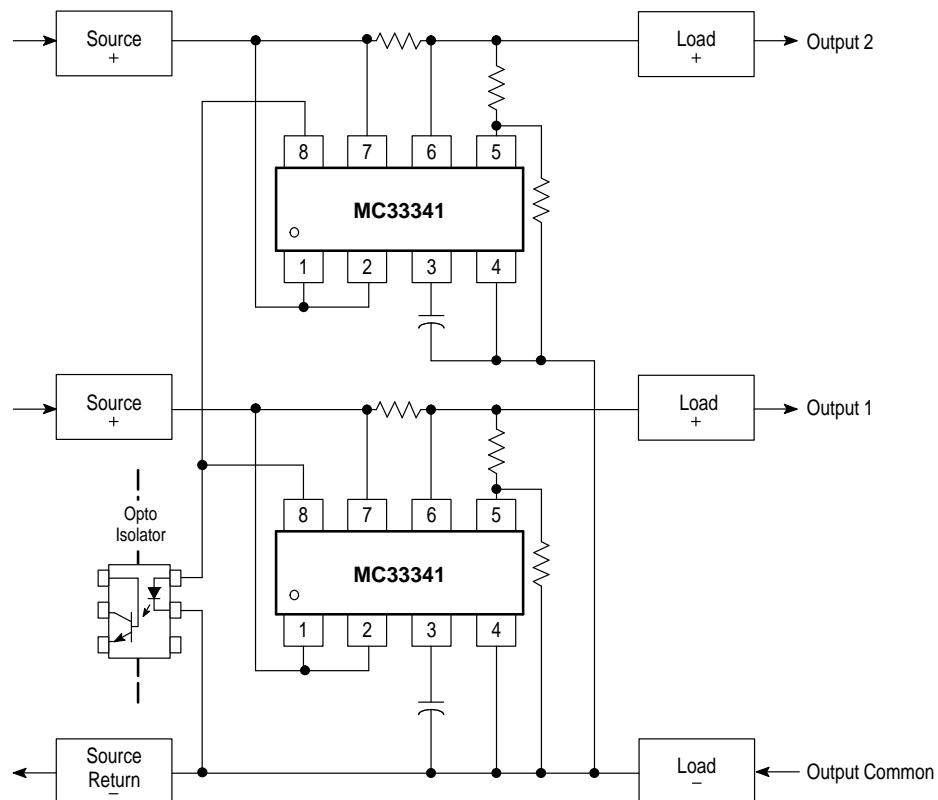 Source
+
Load
+
Output 2
8 7 6 5
MC33341
1 2 3 4
Source
+
Load
+
Output 1
Opto
Isolator
8 7 6 5
MC33341
1 2 3 4
Source
Return
–
Load
–
Output Common